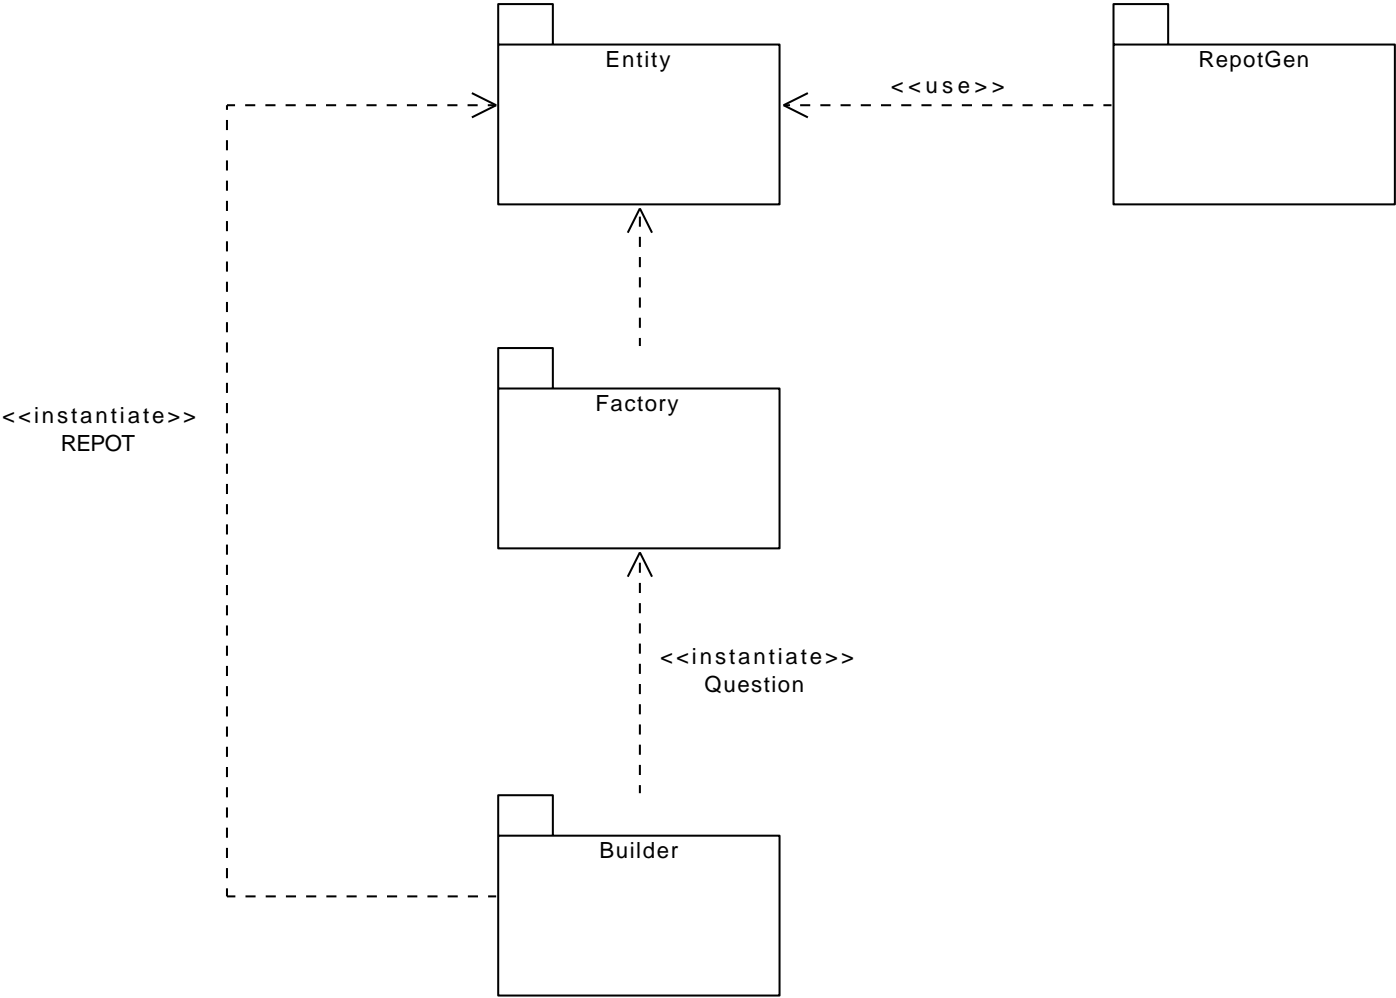 Entity
RepotGen
<<use>>
Factory
<<instantiate>>
REPOT
<<instantiate>>
Question
Builder